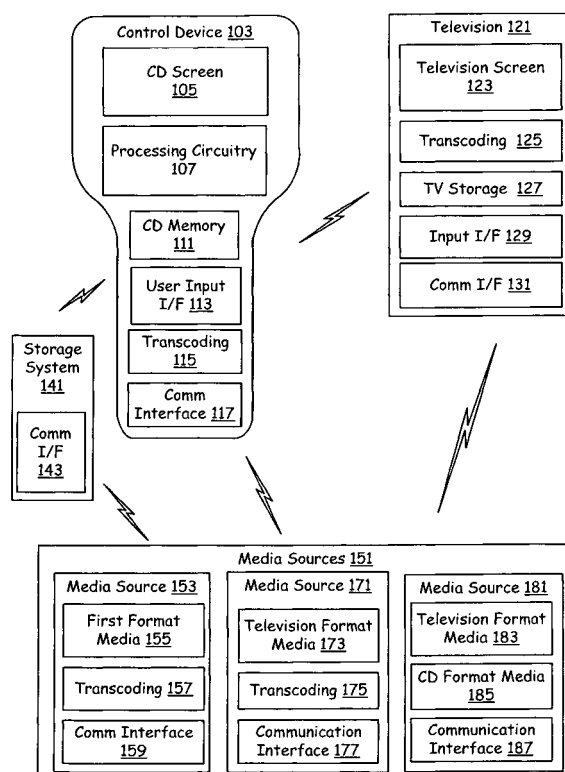 Control Device 103
CD Screen
105
Processing Circuitry
107
CD Memory
111
User Input
I/F 113
Transcoding
115
Comm
Interface 117
Television 121
Television Screen
123
Transcoding 125
TV Storage 127
Input I/F 129
Comm I/F 131
Storage
System
141
Comm
I/F
143
Media Sources 151
Media Source 153
First Format
Media 155
Transcoding 157
Comm Interface
159
Media Source 171
Television Format
Media 173
Transcoding 175
Communication
Interface 177
Media Source 181
Television Format
Media 183
CD Format Media
185
Communication
Interface 187